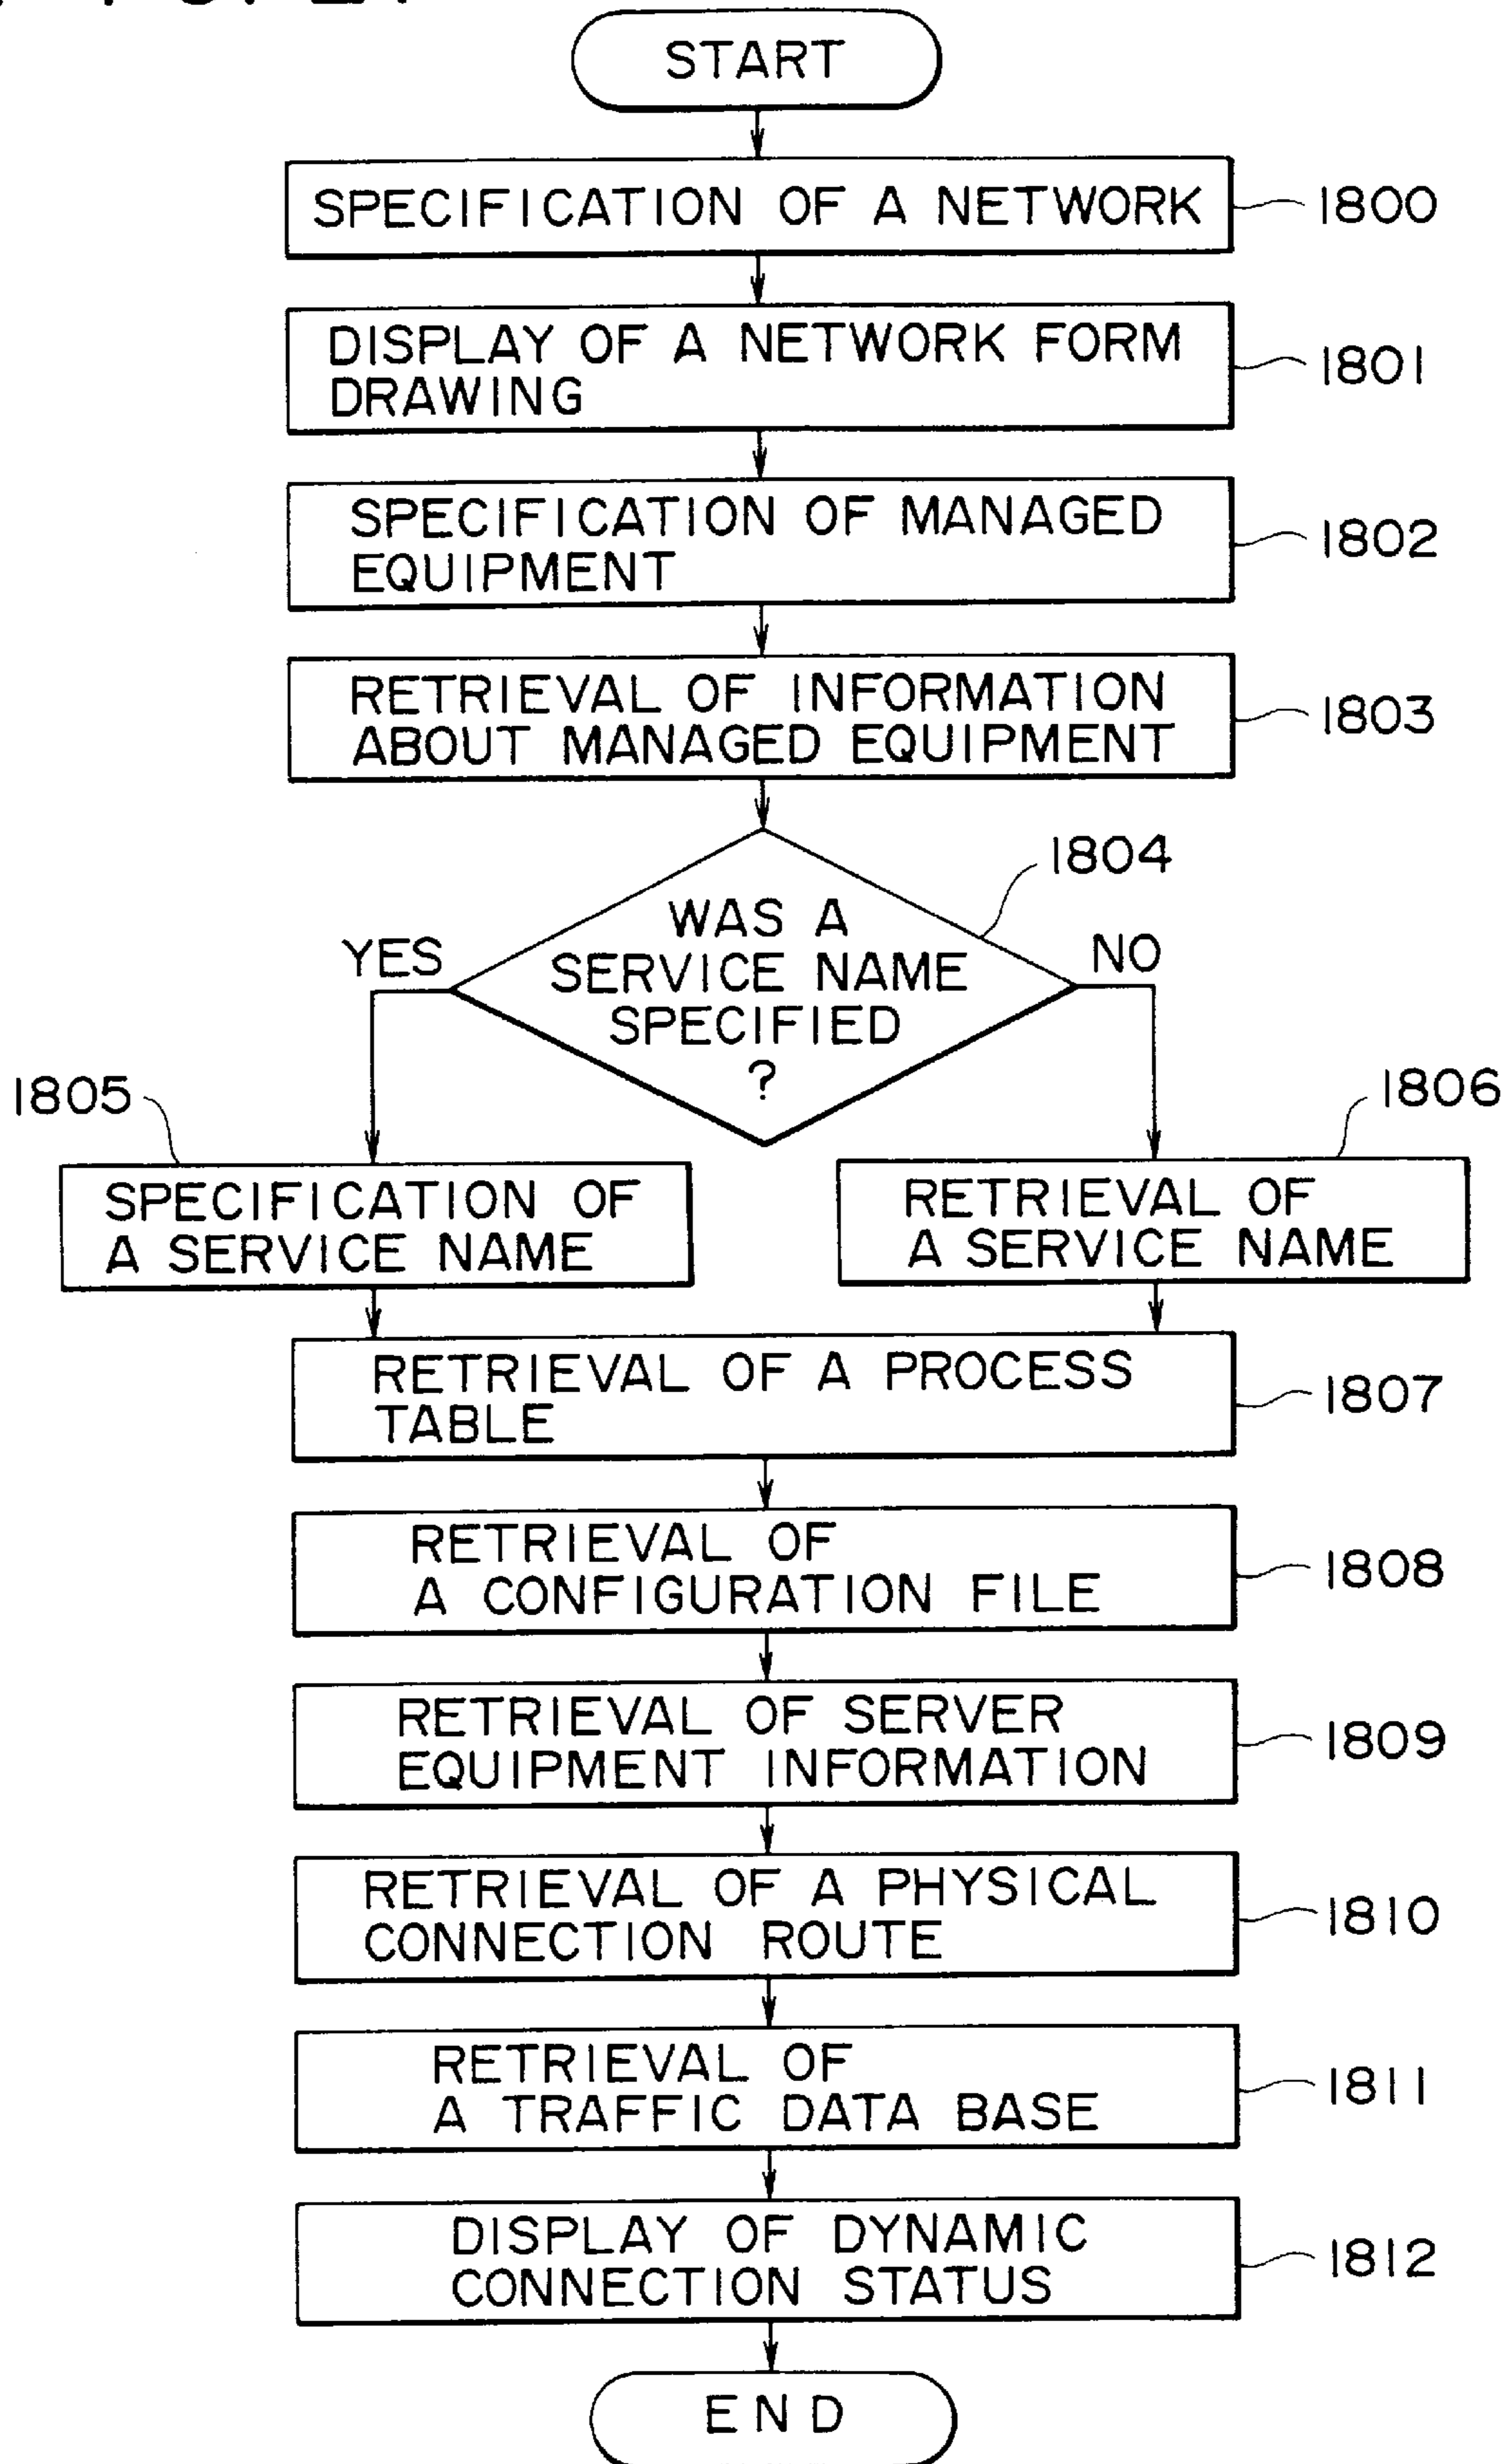 START
SPECIFICATION OF A NETWORK
1800
DISPLAY OF A NETWORK FORM
DRAWING
1801
SPECIFICATION OF MANAGED
EQUIPMENT
1802
RETRIEVAL OF INFORMATION
ABOUT MANAGED EQUIPMENT
1803
1804
WAS A
SERVICE NAME
SPECIFIED
?
YES
NO
1805
1806
SPECIFICATION OF
A SERVICE NAME
RETRIEVAL OF
A SERVICE NAME
RETRIEVAL OF A PROCESS
TABLE
1807
RETRIEVAL OF
A CONFIGURATION FILE
1808
RETRIEVAL OF SERVER
EQUIPMENT INFORMATION
1809
RETRIEVAL OF A PHYSICAL
CONNECTION ROUTE
1810
RETRIEVAL OF
A TRAFFIC DATA BASE
1811
DISPLAY OF DYNAMIC
CONNECTION STATUS
1812
END